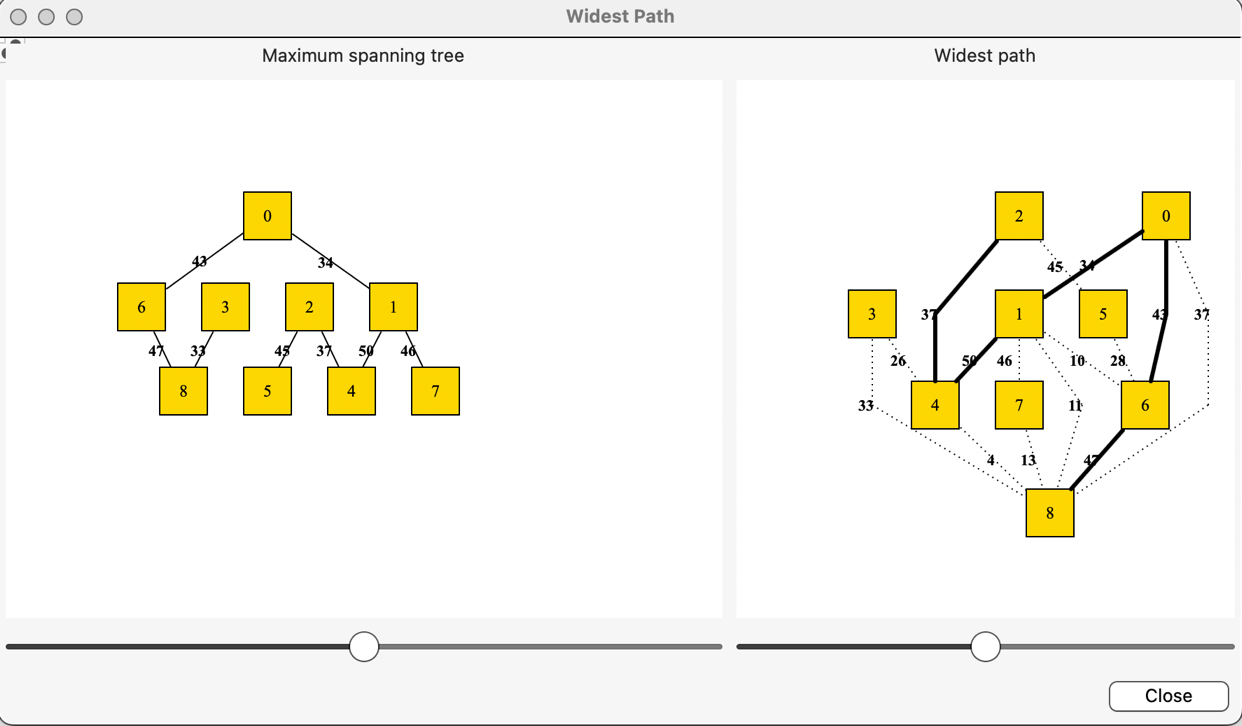 Widest Path
Maximum spanning tree
Widest path
0
43 34
6 3 2 1
47 33 45 37 50 46
8 5 4 7
2 0
45 34
3 37 1 5 43 37
26 50 46 10 28
33 4 7 11 6
4 13 47
8
Close